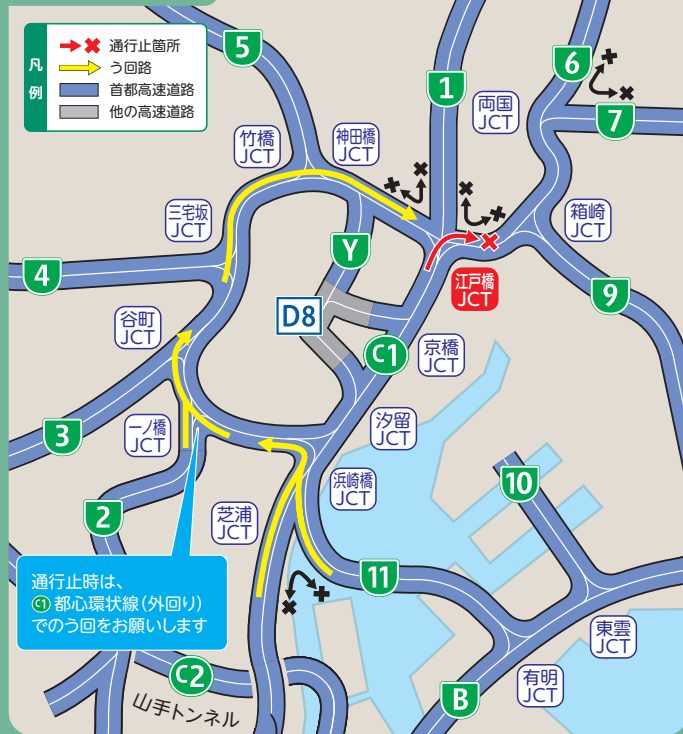 凡例
通行止箇所
う回路
首都高速道路
他の高速道路
5
1
6
7
両国
JCT
竹橋
JCT
神田橋
JCT
三宅坂
JCT
箱崎
JCT
4
Y
江戸橋
JCT
9
D8
谷町
JCT
C1
京橋
JCT
3
一ノ橋
JCT
汐留
JCT
浜崎橋
JCT
10
2
芝浦
JCT
通行止時は、
C1 都心環状線(外回り)
でのう回をお願いします
11
東雲
JCT
有明
JCT
C2
B
山手トンネル